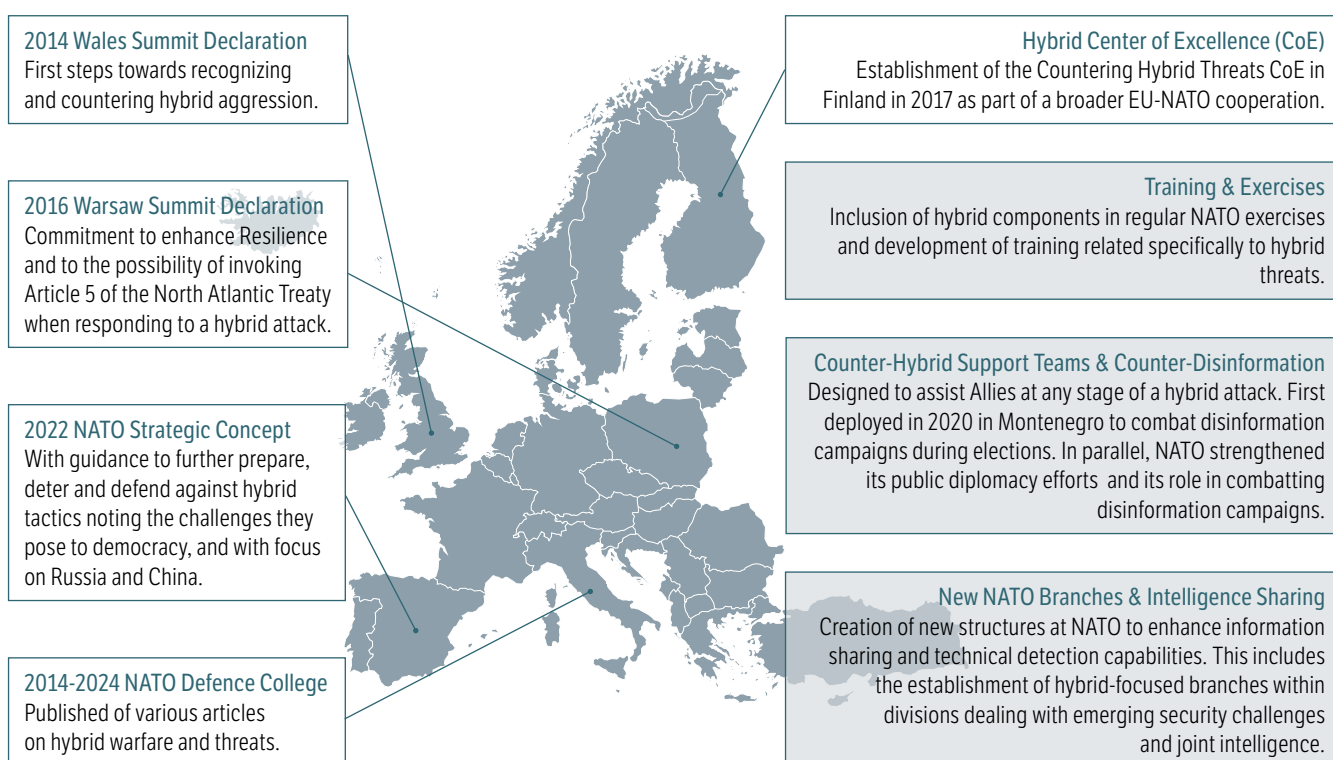 2014 Wales Summit Declaration
First steps towards recognizing
and countering hybrid aggression.
2016 Warsaw Summit Declaration
Commitment to enhance Resilience
and to the possibility of invoking
Article 5 of the North Atlantic Treaty
when responding to a hybrid attack.
2022 NATO Strategic Concept
With guidance to further prepare,
deter and defend against hybrid
tactics noting the challenges they
pose to democracy, and with focus
on Russia and China.
2014-2024 NATO Defence College
Published of various articles
on hybrid warfare and threats.
Hybrid Center of Excellence (CoE)
Establishment of the Countering Hybrid Threats CoE in
Finland in 2017 as part of a broader EU-NATO cooperation.
Training & Exercises
Inclusion of hybrid components in regular NATO exercises
and development of training related specifically to hybrid
threats.
Counter-Hybrid Support Teams & Counter-Disinformation
Designed to assist Allies at any stage of a hybrid attack. First
deployed in 2020 in Montenegro to combat disinformation
campaigns during elections. In parallel, NATO strengthened
its public diplomacy efforts and its role in combatting
disinformation campaigns.
New NATO Branches & Intelligence Sharing
Creation of new structures at NATO to enhance information
sharing and technical detection capabilities. This includes
the establishment of hybrid-focused branches within
divisions dealing with emerging security challenges
and joint intelligence.